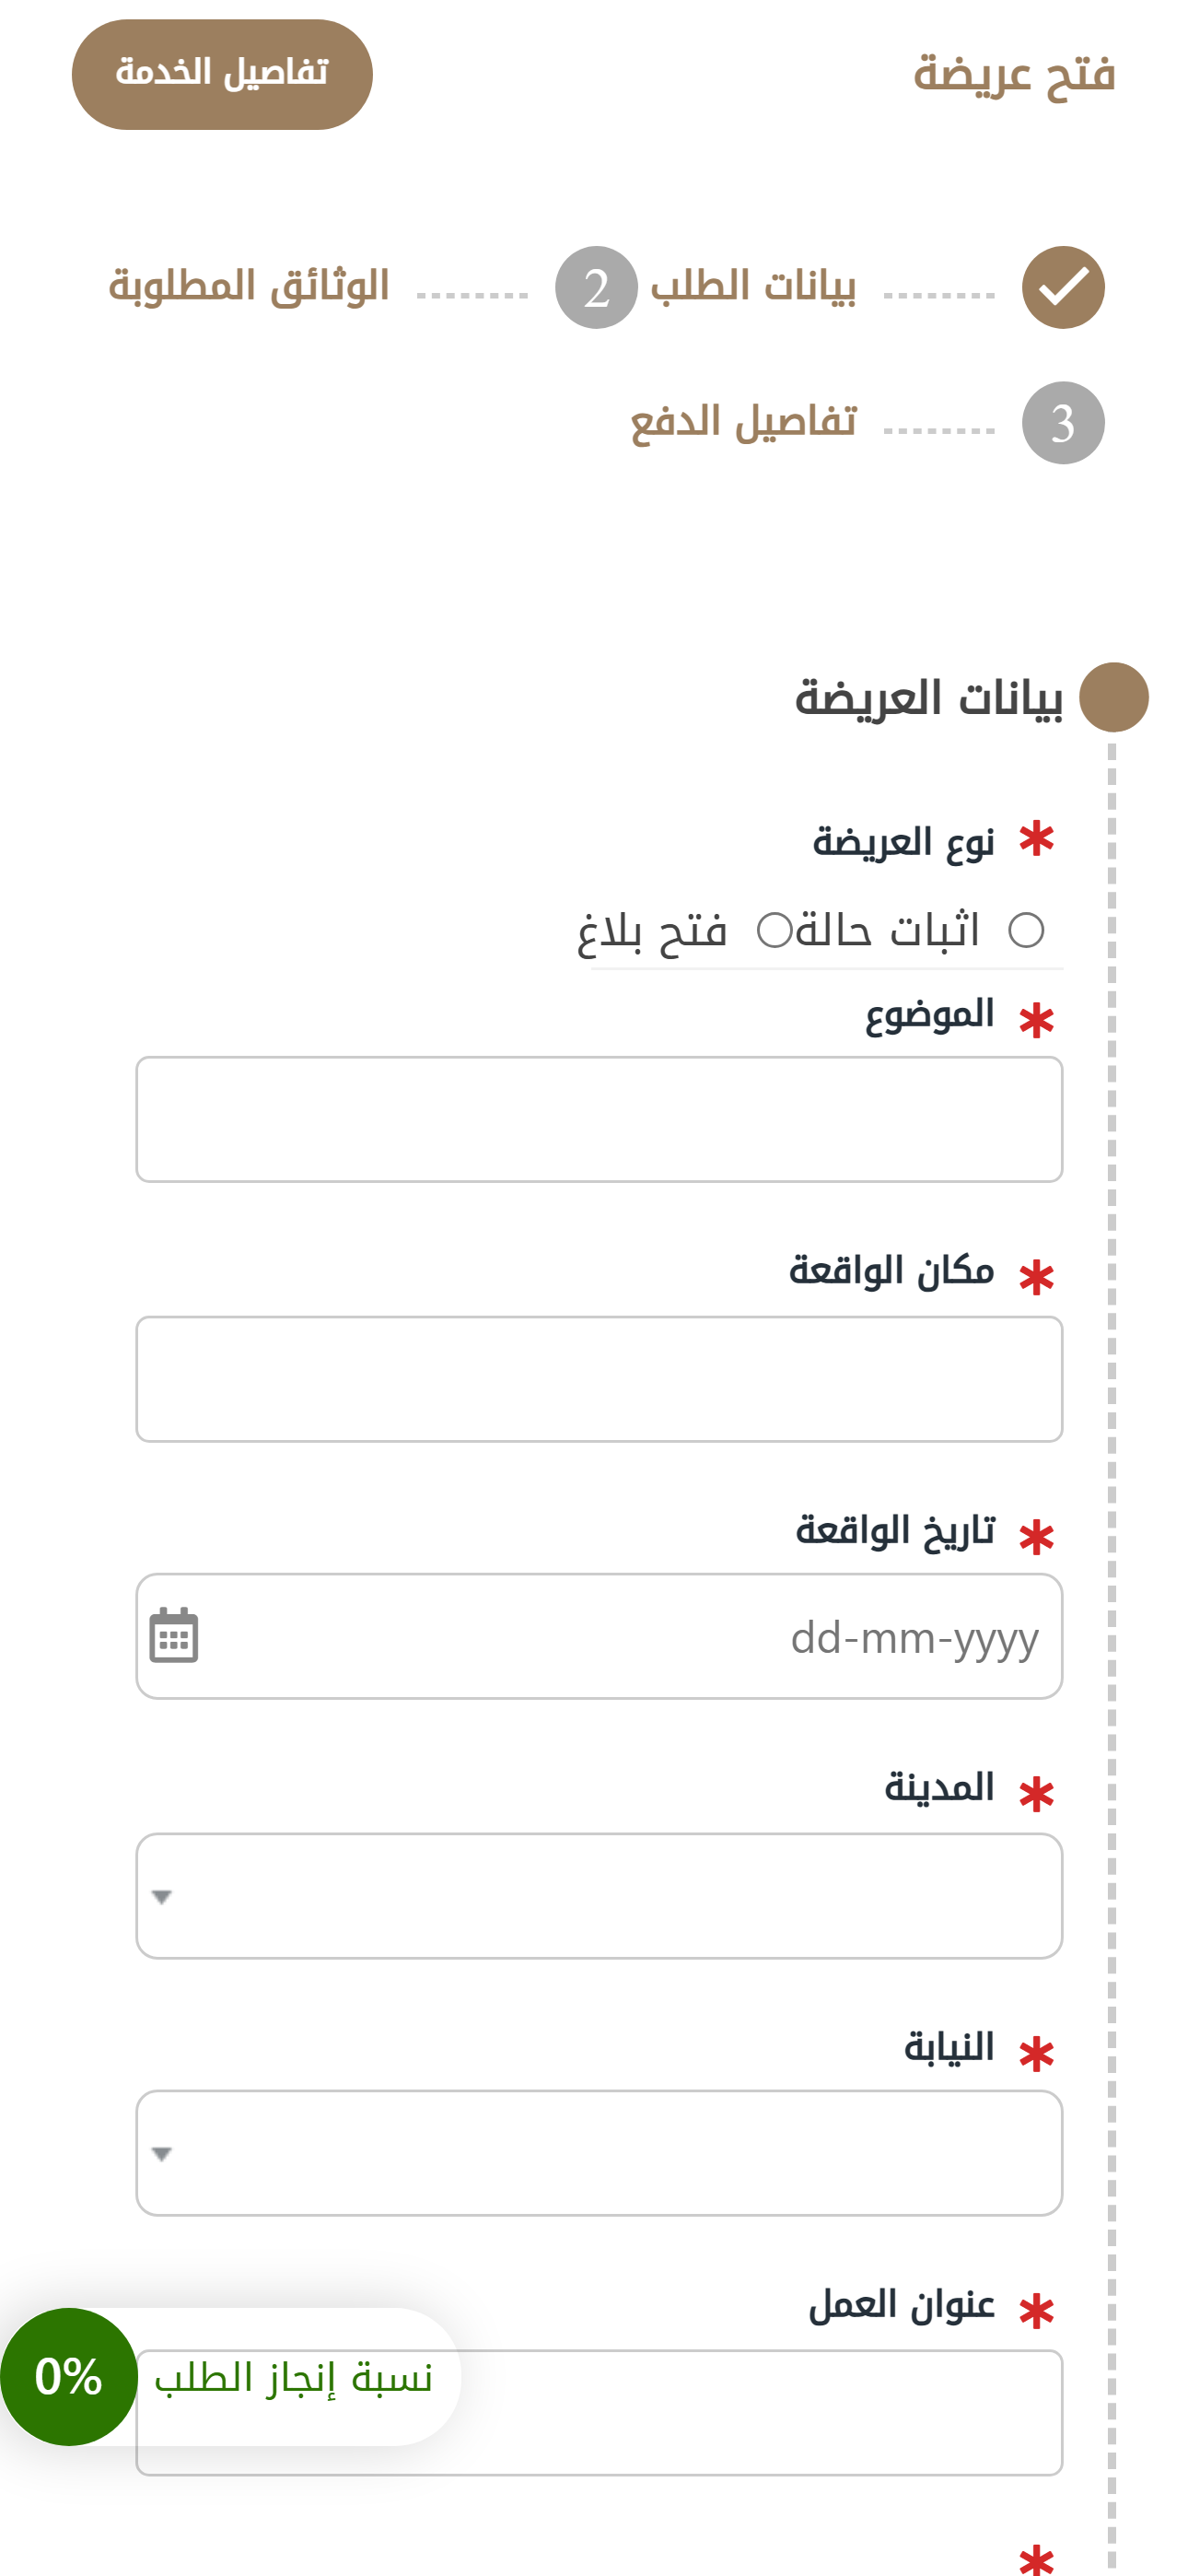 فتح عريضة
تفاصيل الخدمة
بيانات الطلب
2
الوثائق المطلوبة
3
تفاصيل الدفع
بيانات العريضة
* نوع العريضة
اثبات حالة فتح بلاغ
* الموضوع
* مكان الواقعة
* تاريخ الواقعة
dd-mm-yyyy
* المدينة
* النيابة
* عنوان العمل
نسبة إنجاز الطلب
0%
*